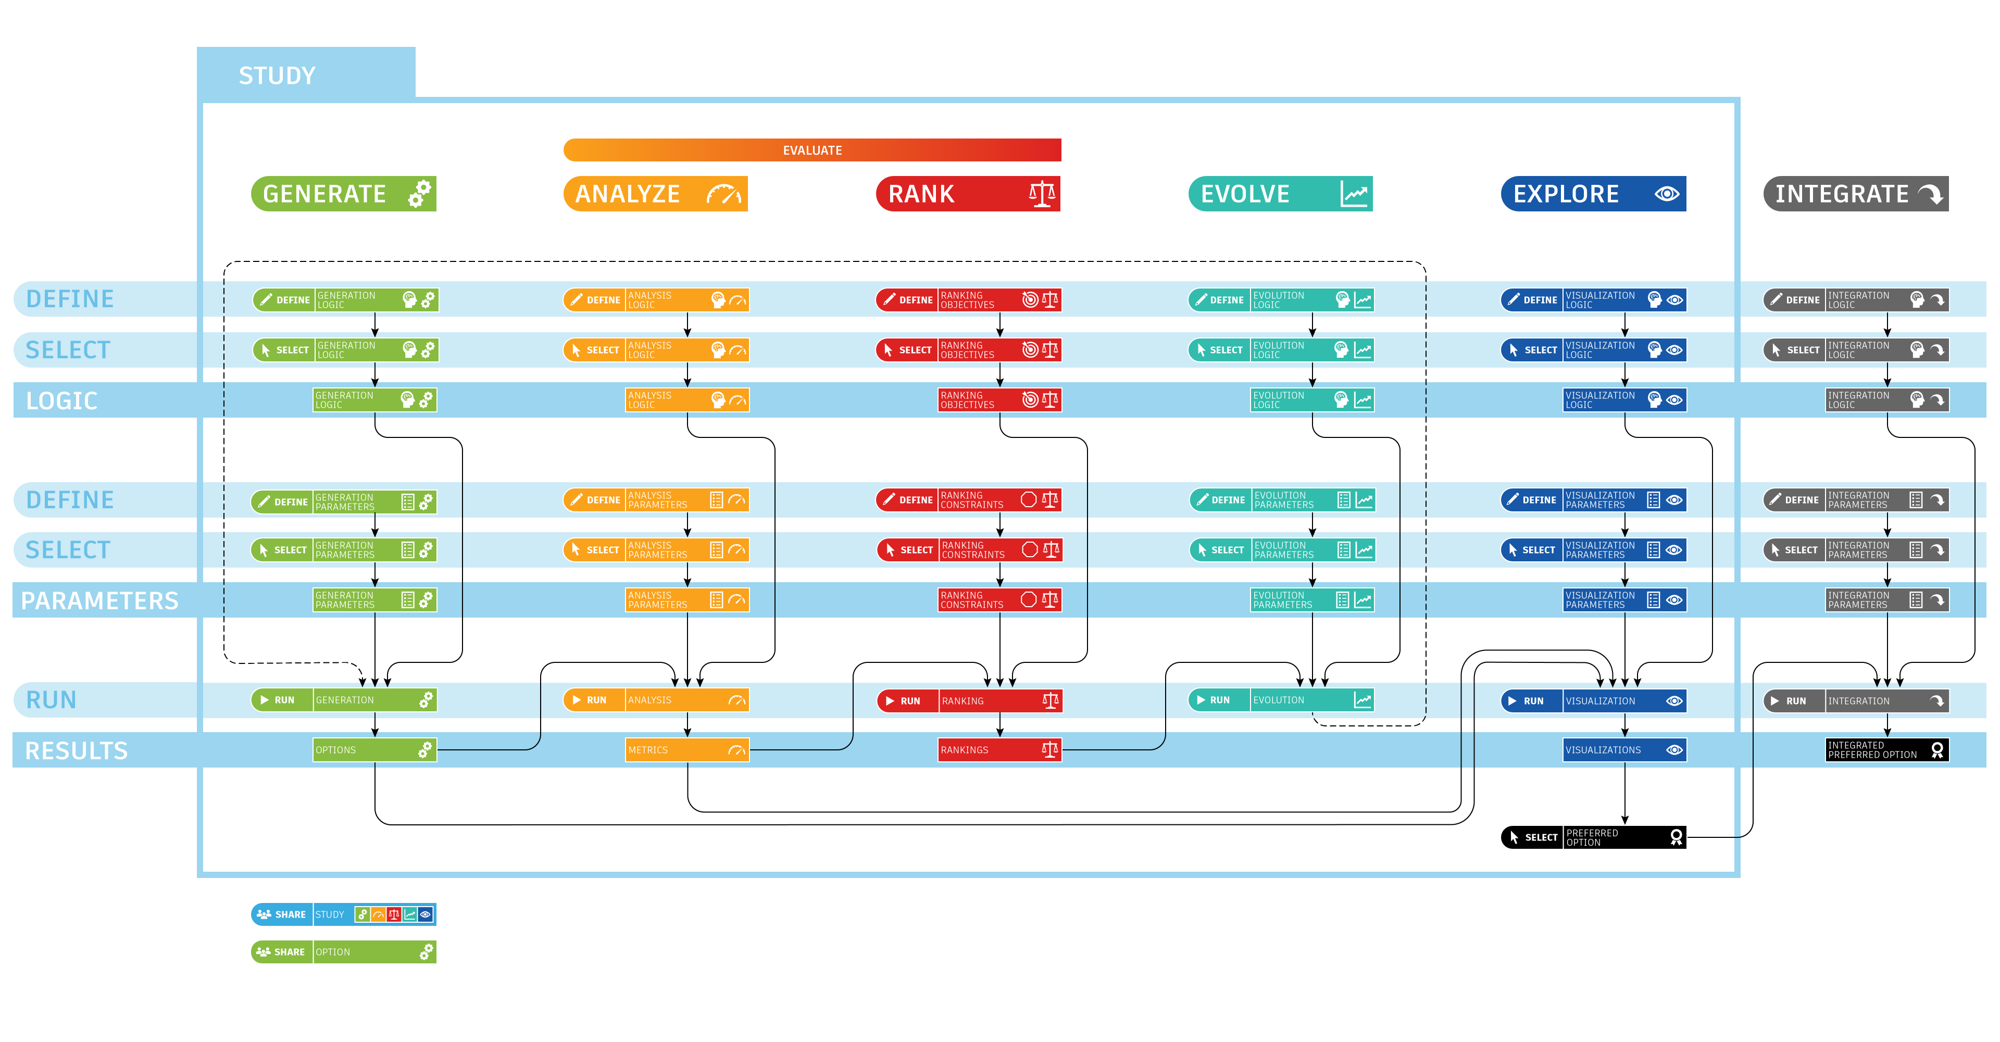 STUDY
EVALUATE
GENERATE
ANALYZE
RANK
EVOLVE
EXPLORE
INTEGRATE
DEFINE
DEFINE
GENERATION
LOGIC
DEFINE
ANALYSIS
LOGIC
DEFINE
RANKING
OBJECTIVES
DEFINE
EVOLUTION
LOGIC
DEFINE
VISUALIZATION
LOGIC
DEFINE
INTEGRATION
LOGIC
SELECT
SELECT
GENERATION
LOGIC
SELECT
ANALYSIS
LOGIC
SELECT
RANKING
OBJECTIVES
SELECT
EVOLUTION
LOGIC
SELECT
VISUALIZATION
LOGIC
SELECT
INTEGRATION
LOGIC
LOGIC
GENERATION
LOGIC
ANALYSIS
LOGIC
RANKING
OBJECTIVES
EVOLUTION
LOGIC
VISUALIZATION
LOGIC
INTEGRATION
LOGIC
DEFINE
DEFINE
GENERATION
PARAMETERS
DEFINE
ANALYSIS
PARAMETERS
DEFINE
RANKING
CONSTRAINTS
DEFINE
EVOLUTION
PARAMETERS
DEFINE
VISUALIZATION
PARAMETERS
DEFINE
INTEGRATION
PARAMETERS
SELECT
SELECT
GENERATION
PARAMETERS
SELECT
ANALYSIS
PARAMETERS
SELECT
RANKING
CONSTRAINTS
SELECT
EVOLUTION
PARAMETERS
SELECT
VISUALIZATION
PARAMETERS
SELECT
INTEGRATION
PARAMETERS
PARAMETERS
GENERATION
PARAMETERS
ANALYSIS
PARAMETERS
RANKING
CONSTRAINTS
EVOLUTION
PARAMETERS
VISUALIZATION
PARAMETERS
INTEGRATION
PARAMETERS
RUN
RUN GENERATION
RUN ANALYSIS
RUN RANKING
RUN EVOLUTION
RUN VISUALIZATION
RUN INTEGRATION
RESULTS
OPTIONS
METRICS
RANKINGS
VISUALIZATIONS
INTEGRATED
PREFERRED OPTION
SELECT
PREFERRED
OPTION
SHARE STUDY
SHARE OPTION